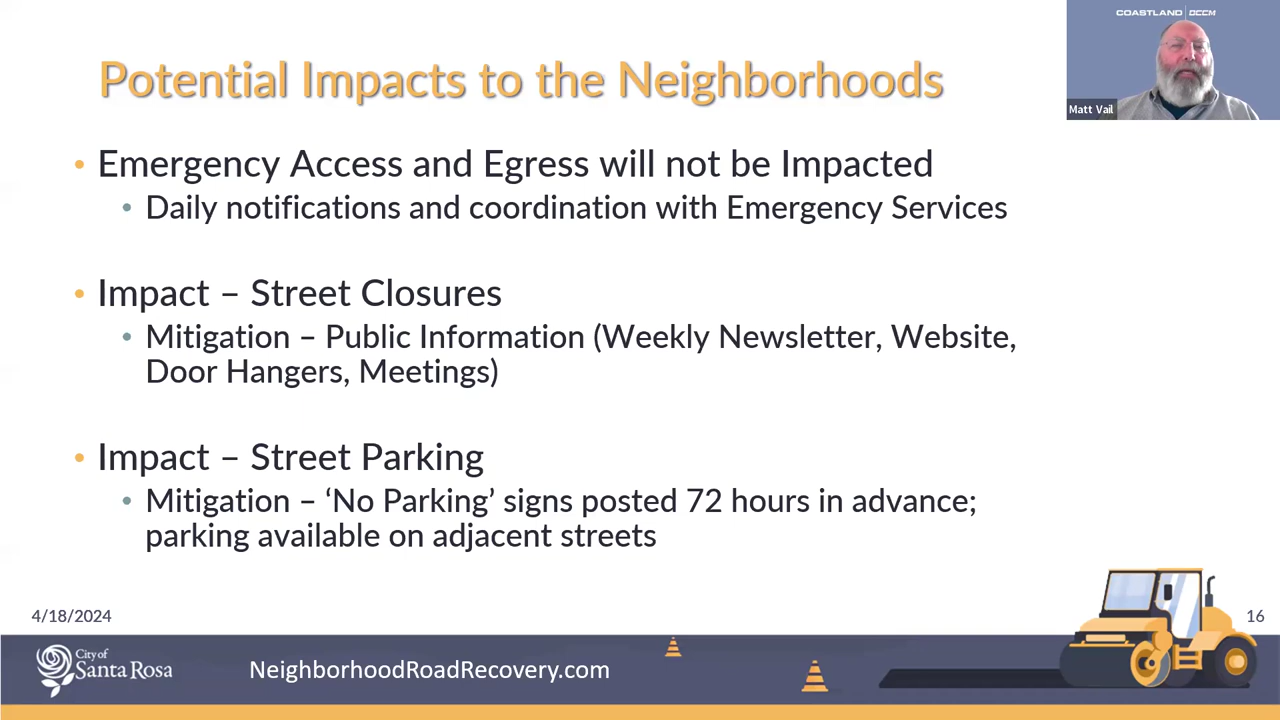 COASTLAND | DCCM
Matt Vail
Potential Impacts to the Neighborhoods
• Emergency Access and Egress will not be Impacted
• Daily notifications and coordination with Emergency Services
• Impact – Street Closures
• Mitigation – Public Information (Weekly Newsletter, Website,
Door Hangers, Meetings)
• Impact – Street Parking
• Mitigation – ‘No Parking’ signs posted 72 hours in advance;
parking available on adjacent streets
4/18/2024
16
City of
Santa Rosa
NeighborhoodRoadRecovery.com